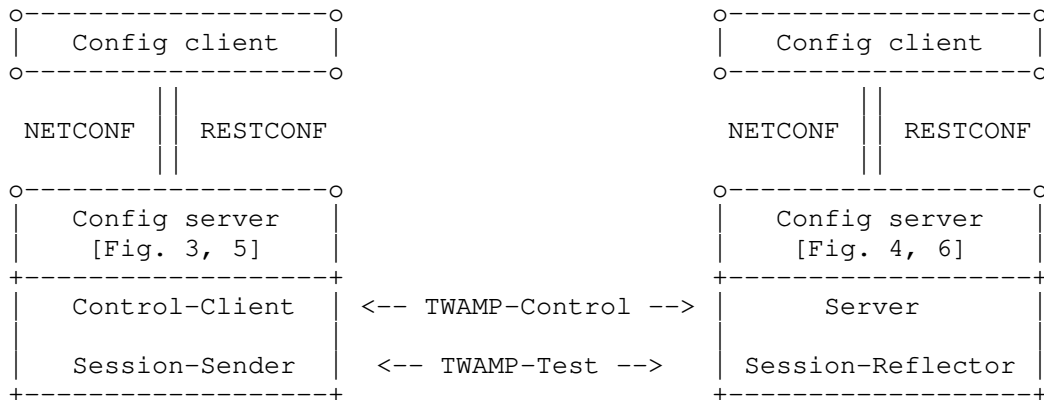 Config client Config client
NETCONF RESTCONF NETCONF RESTCONF
Config server Config server
[Fig. 3, 5] [Fig. 4, 6]
Control-Client <-- TWAMP-Control --> Server
Session-Sender <-- TWAMP-Test --> Session-Reflector